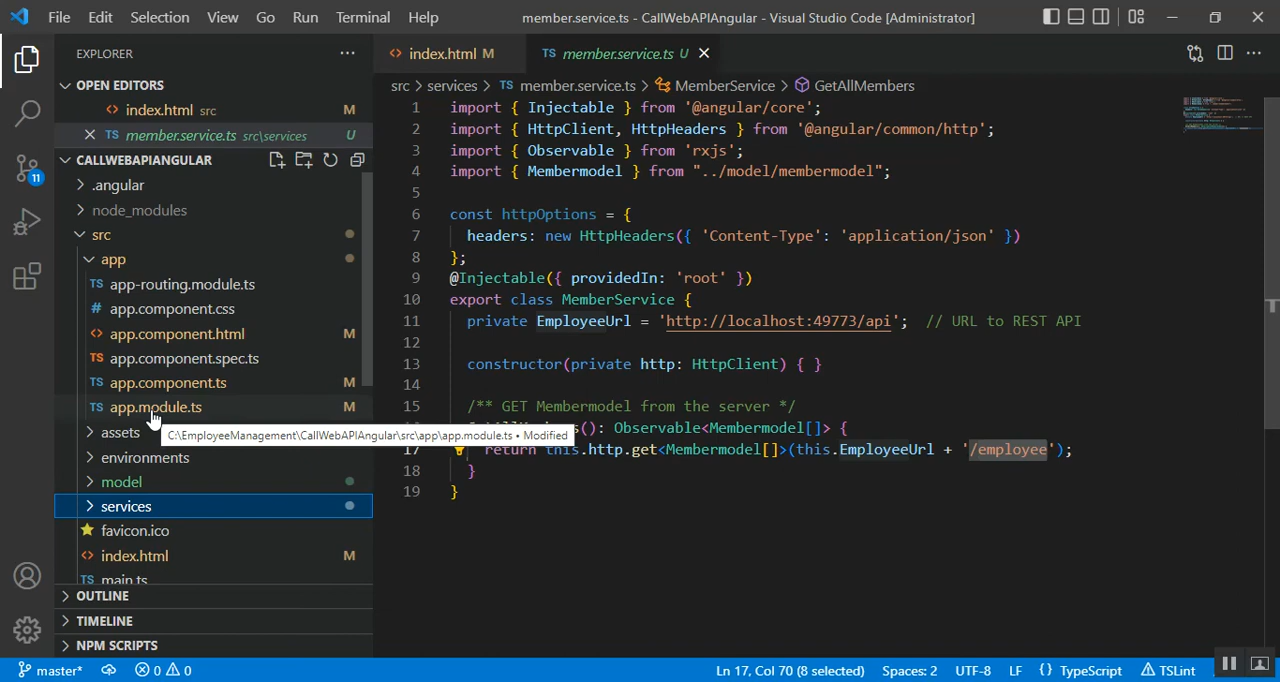 File Edit Selection View Go Run Terminal Help member.service.ts - CallWebAPIAngular - Visual Studio Code [Administrator]
EXPLORER
OPEN EDITORS
index.html src M
TS member.service.ts src\services U
CALLWEBAPIANGULAR
.angular
node_modules
src
app
TS app-routing.module.ts
# app.component.css
<> app.component.html M
TS app.component.spec.ts
TS app.component.ts M
TS app.module.ts M
C:\EmployeeManagement\CallWebAPIAngular\src\app\app.module.ts • Modified
assets
environments
model
services
favicon.ico
<> index.html M
TS main.ts
OUTLINE
TIMELINE
NPM SCRIPTS
11
<> index.html M TS member.service.ts U
src > services > TS member.service.ts > MemberService > GetAllMembers
1 import { Injectable } from '@angular/core';
2 import { HttpClient, HttpHeaders } from '@angular/common/http';
3 import { Observable } from 'rxjs';
4 import { Membermodel } from "../model/membermodel";
5
6 const httpOptions = {
7 headers: new HttpHeaders({ 'Content-Type': 'application/json' })
8 };
9 @Injectable({ providedIn: 'root' })
10 export class MemberService {
11 private EmployeeUrl = 'http://localhost:49773/api'; // URL to REST API
12
13 constructor(private http: HttpClient) { }
14
15 /** GET Membermodel from the server */
(): Observable<Membermodel[]> {
17 return this.http.get<Membermodel[]>(this.EmployeeUrl + '/employee');
18 }
19 }
master* 0 0 Ln 17, Col 70 (8 selected) Spaces: 2 UTF-8 LF {} TypeScript TSLint